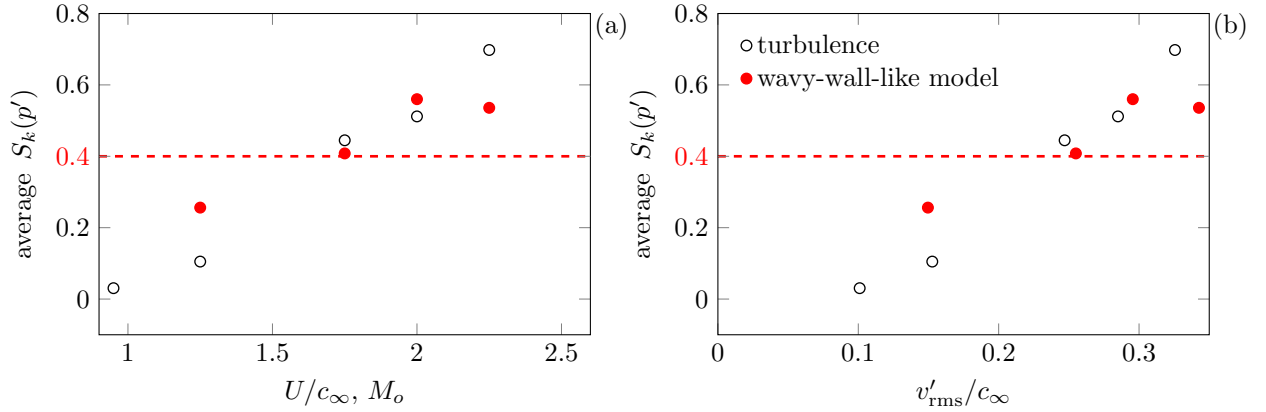 (a)
average S_k(p′)
0.8
0.6
0.4
0.2
0
1
1.5
2
2.5
U/c_∞, M_o
(b)
turbulence
wavy-wall-like model
average S_k(p′)
0.8
0.6
0.4
0.2
0
0
0.1
0.2
0.3
v′_rms/c_∞